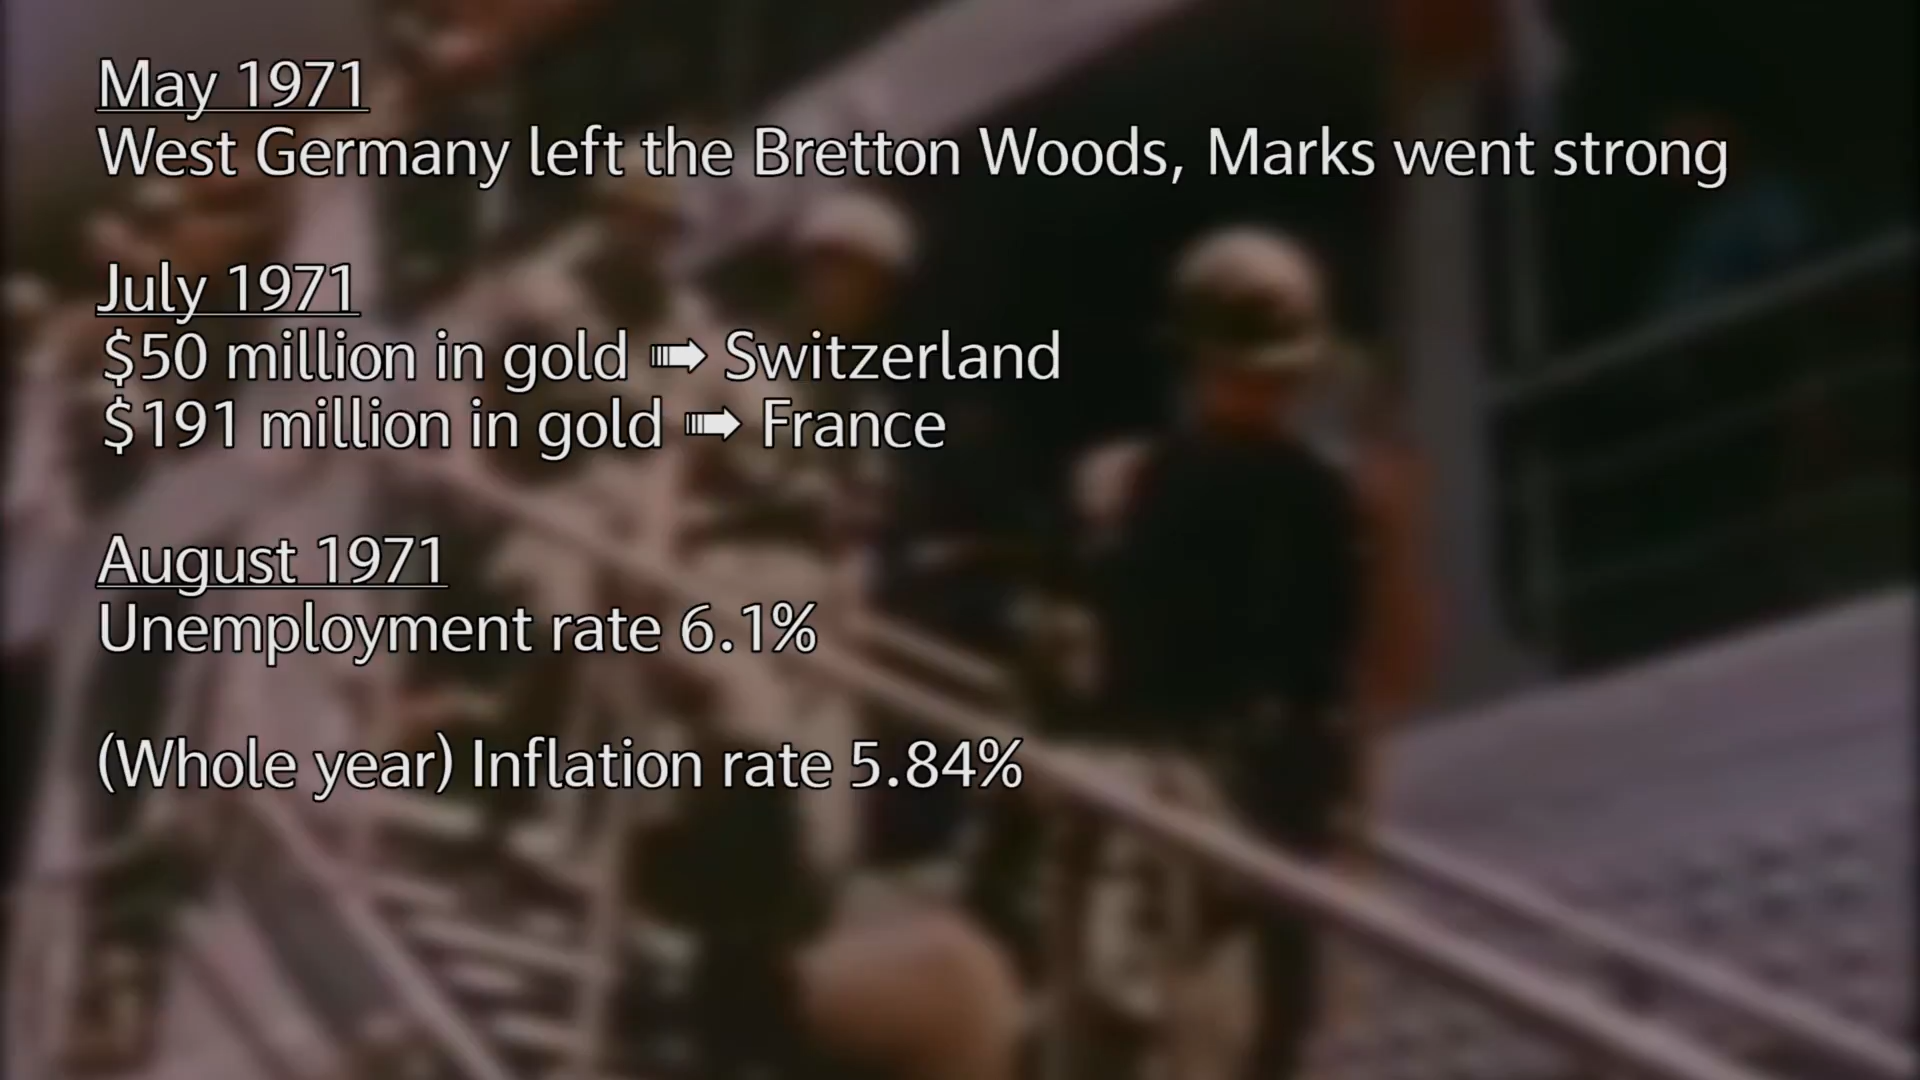 May 1971
West Germany left the Bretton Woods, Marks went strong
July 1971
$50 million in gold ➠ Switzerland
$191 million in gold ➠ France
August 1971
Unemployment rate 6.1%
(Whole year) Inflation rate 5.84%